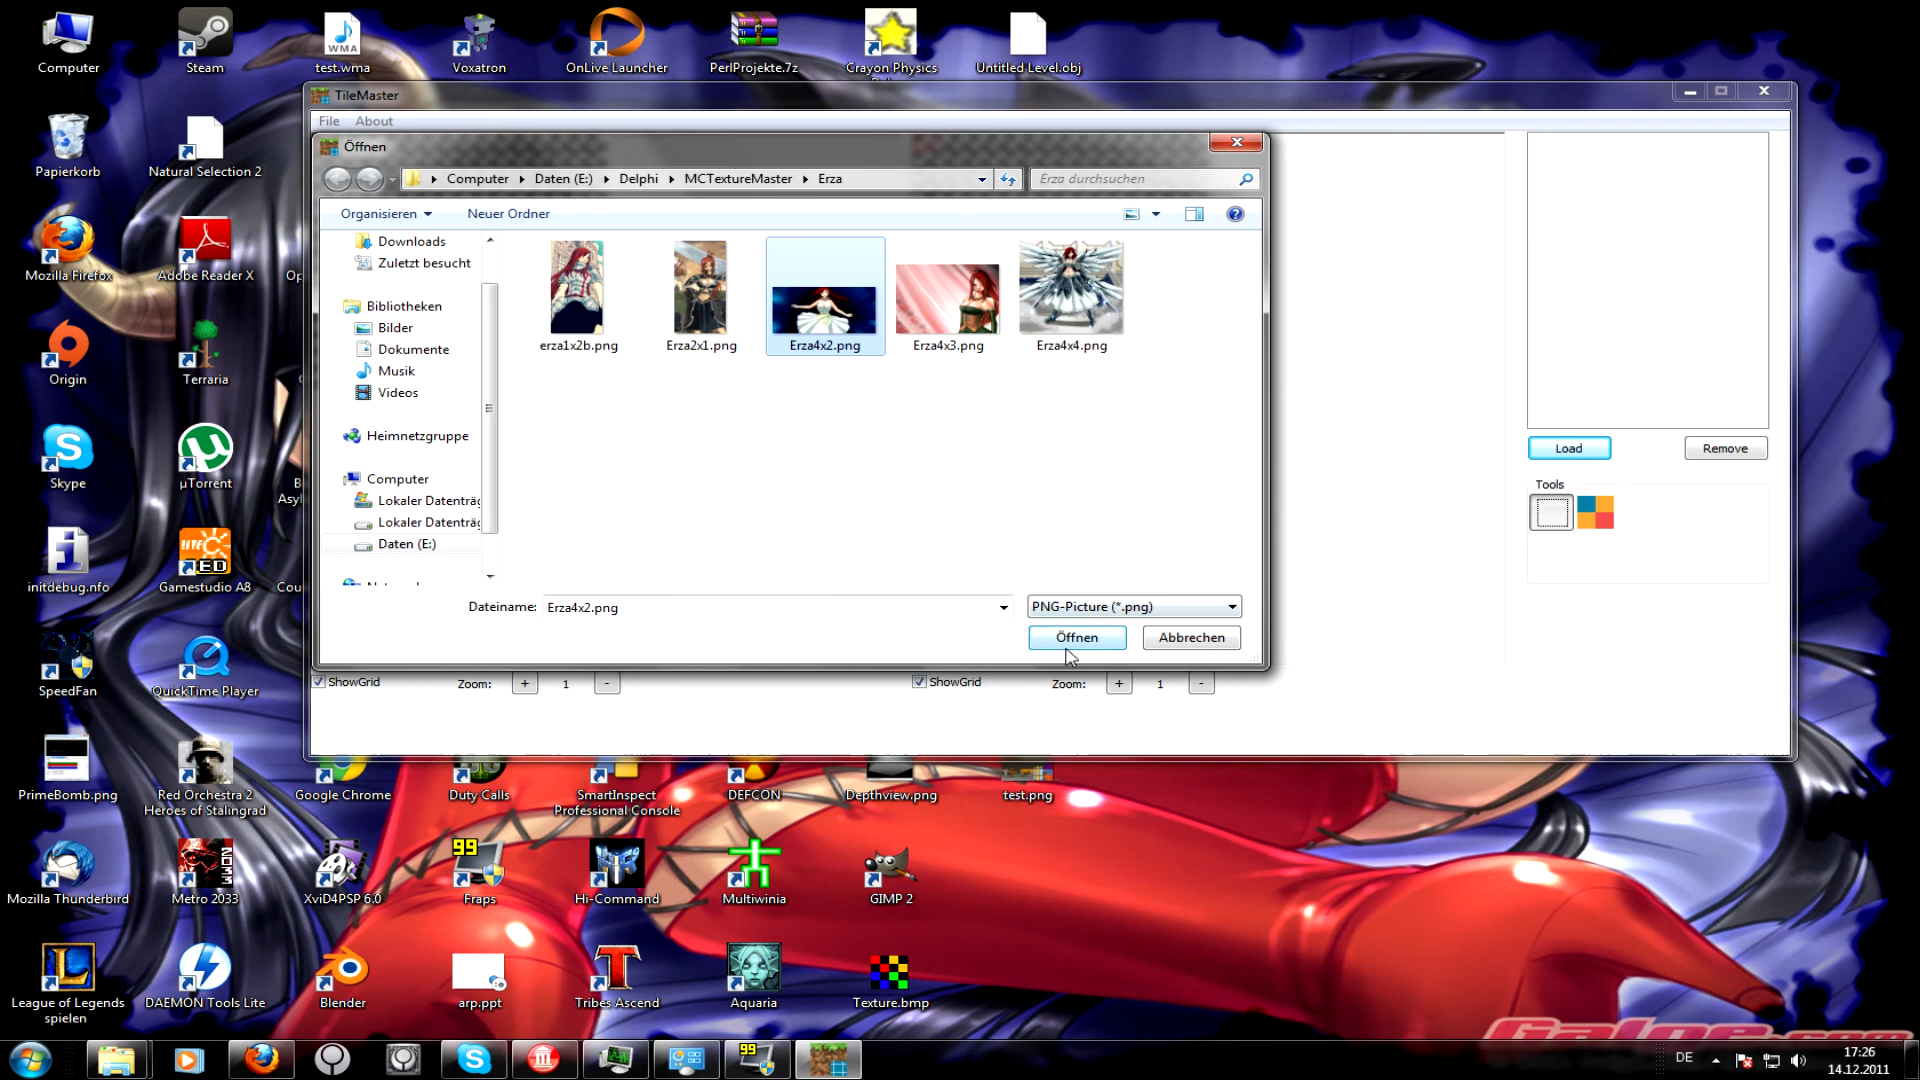 Computer
Steam
test.wma
WMA
Voxatron
OnLive Launcher
PerlProjekte.7z
Crayon Physics
Untitled Level.obj
TileMaster
File About
Öffnen
Computer Daten (E:) Delphi MCTextureMaster Erza
Erza durchsuchen
Organisieren
Neuer Ordner
Downloads
Zuletzt besucht
Bibliotheken
Bilder
Dokumente
Musik
Videos
Heimnetzgruppe
Computer
Lokaler Datenträg
Lokaler Datenträg
Daten (E:)
erza1x2b.png
Erza2x1.png
Erza4x2.png
Erza4x3.png
Erza4x4.png
Dateiname: Erza4x2.png
PNG-Picture (*.png)
Öffnen
Abbrechen
Load
Remove
Tools
ShowGrid
Zoom: + 1 -
ShowGrid
Zoom: + 1 -
Papierkorb
Natural Selection 2
Mozilla Firefox
Adobe Reader X
Op
Origin
Terraria
Skype
µTorrent
B
Asyl
initdebug.nfo
Gamestudio A8
ED
Cou
SpeedFan
QuickTime Player
PrimeBomb.png
Red Orchestra 2
Heroes of Stalingrad
Google Chrome
Duty Calls
SmartInspect
Professional Console
DEFCON
Depthview.png
test.png
Mozilla Thunderbird
Metro 2033
XviD4PSP 6.0
99
Fraps
Hi-Command
Multiwinia
GIMP 2
League of Legends
spielen
DAEMON Tools Lite
Blender
arp.ppt
Tribes Ascend
Aquaria
Texture.bmp
99
DE
17:26
14.12.2011